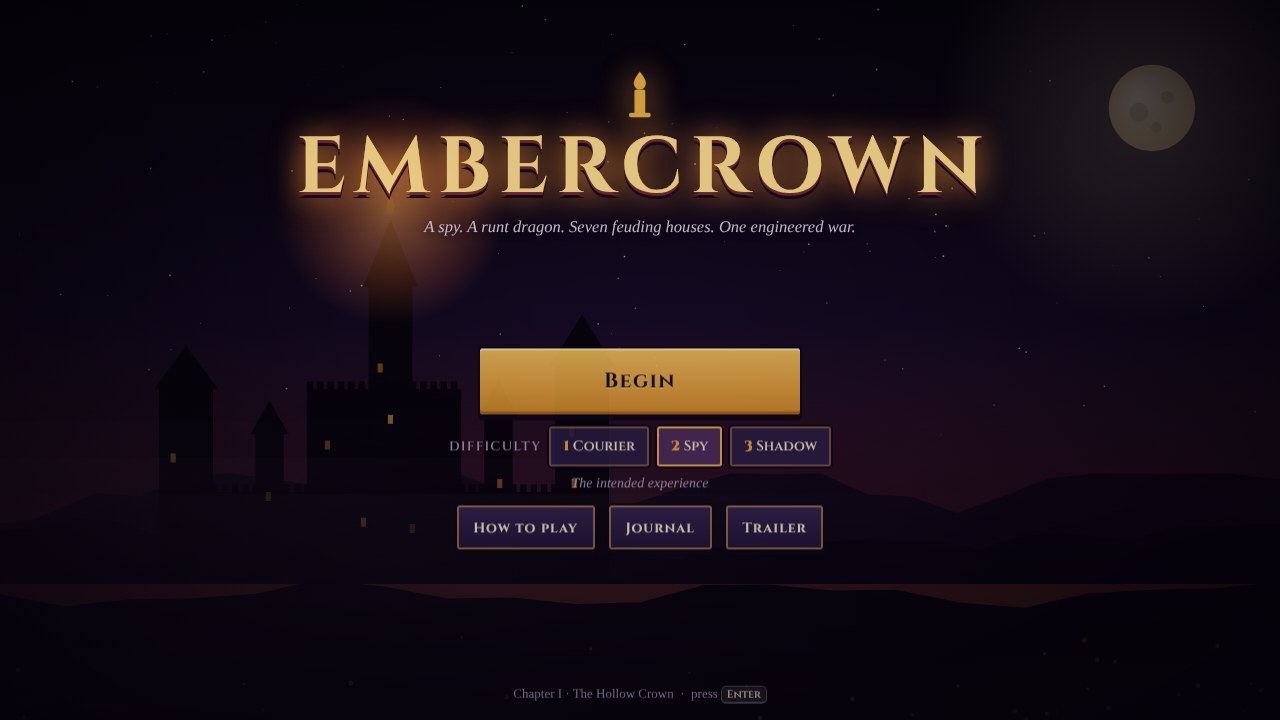 EMBERCROWN
A spy. A runt dragon. Seven feuding houses. One engineered war.
Begin
DIFFICULTY 1 Courier 2 Spy 3 Shadow
The intended experience
How to play Journal Trailer
Chapter I · The Hollow Crown · press Enter